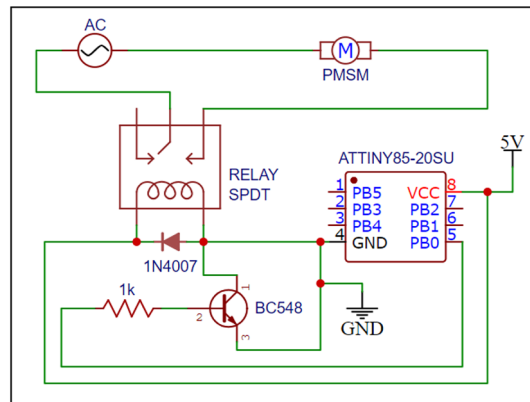 AC
M
PMSM
RELAY
SPDT
ATTINY85-20SU
5V
1 PB5 VCC 8
2 PB3 PB2 7
3 PB4 PB1 6
4 GND PB0 5
1N4007
1k
1
2
3
BC548
GND